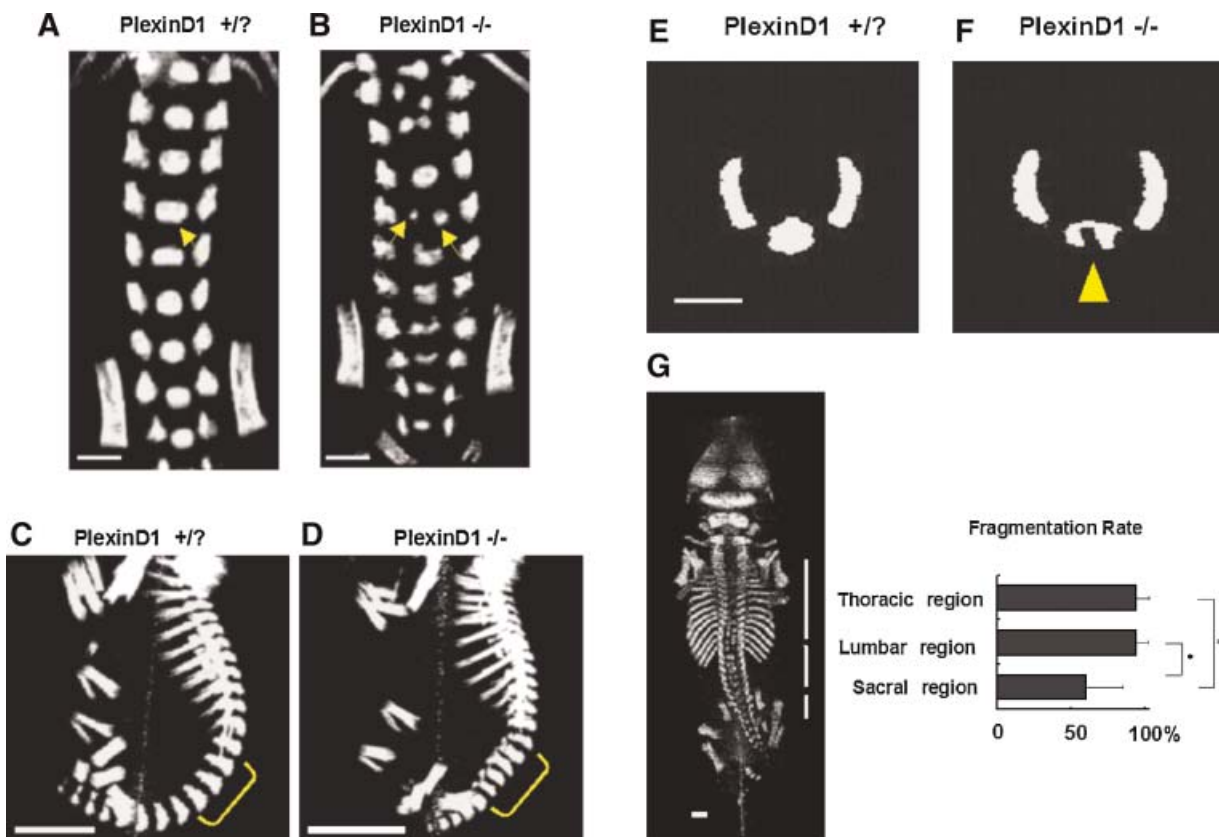 A PlexinD1 +/?
B PlexinD1 -/-
C PlexinD1 +/?
D PlexinD1 -/-
E PlexinD1 +/?
F PlexinD1 -/-
G
Fragmentation Rate
Thoracic region
Lumbar region
Sacral region
*
0 50 100%